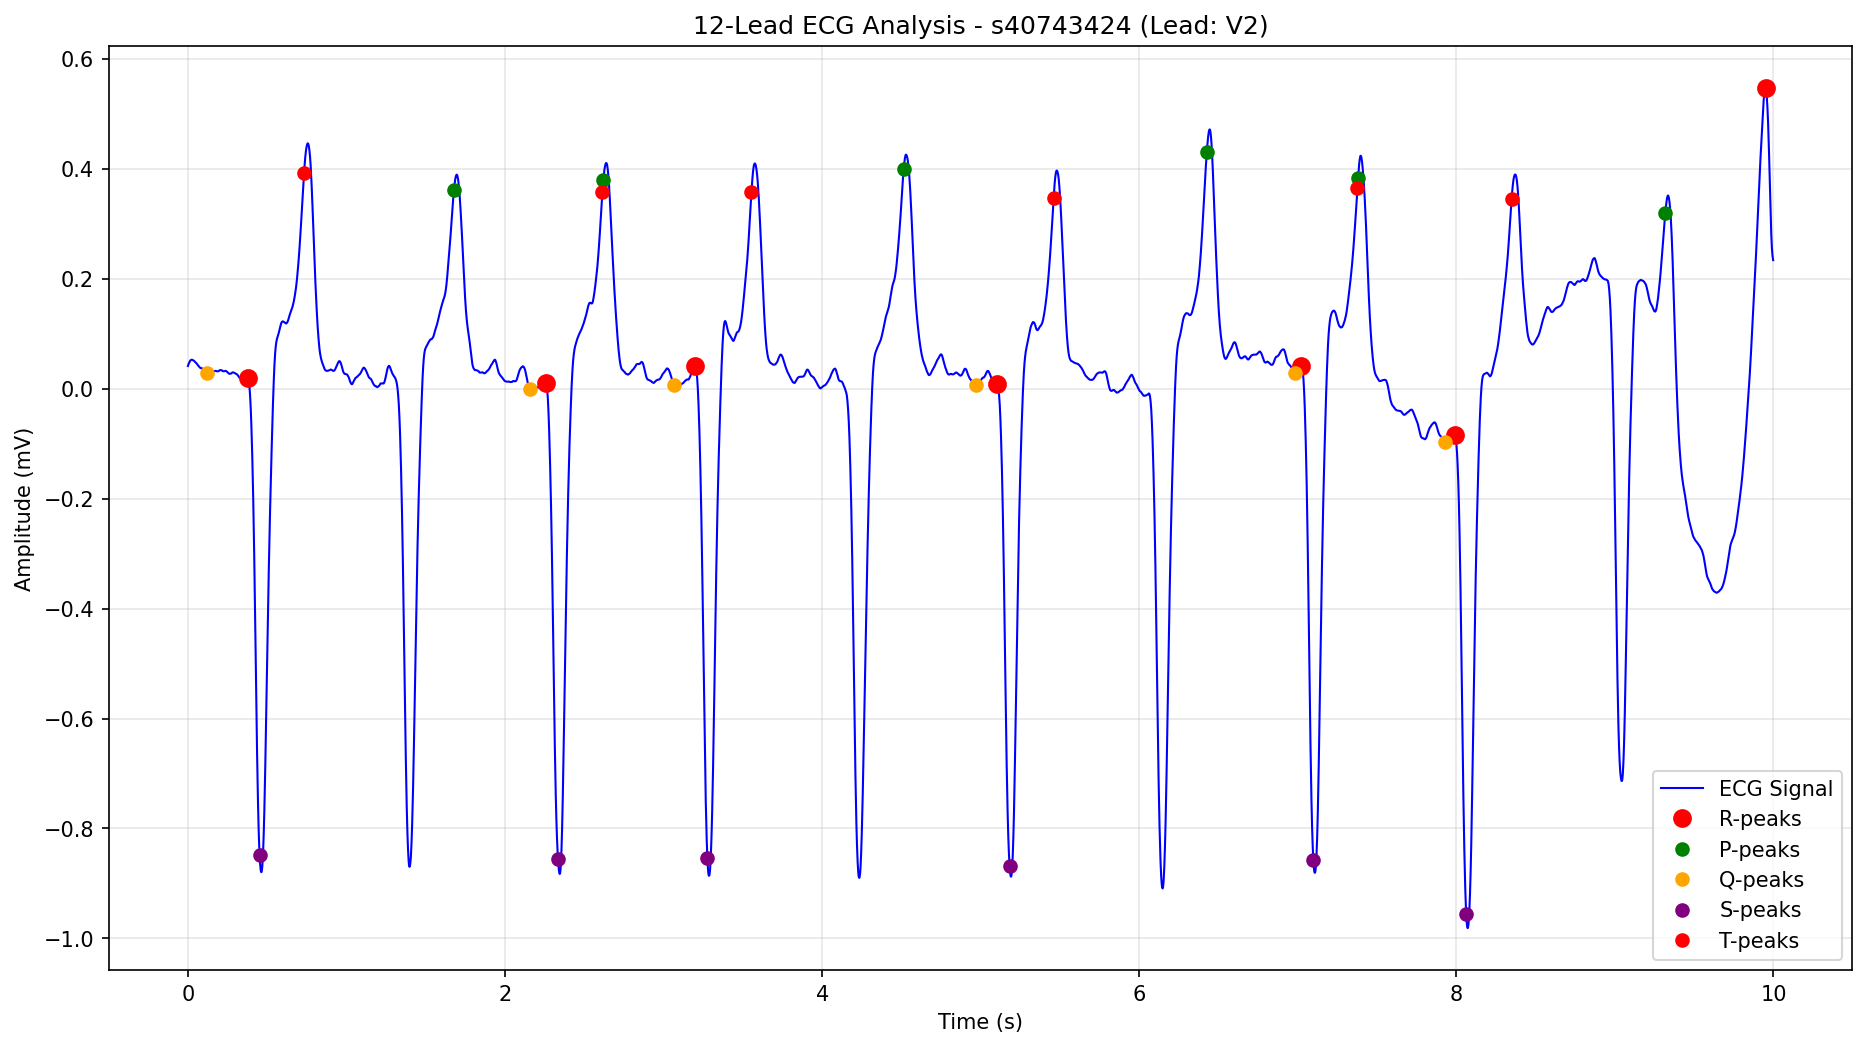 12-Lead ECG Analysis - s40743424 (Lead: V2)
Amplitude (mV)
0.6
0.4
0.2
0.0
−0.2
−0.4
−0.6
−0.8
−1.0
0 2 4 6 8 10
Time (s)
ECG Signal
R-peaks
P-peaks
Q-peaks
S-peaks
T-peaks